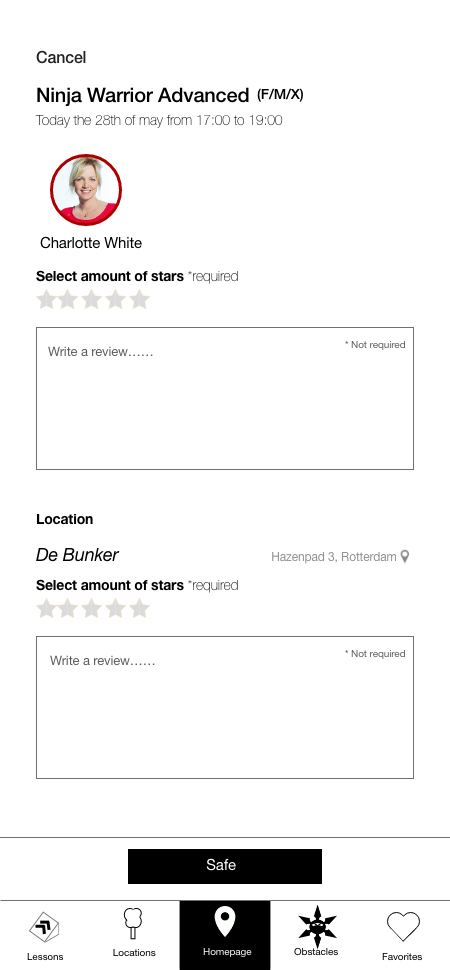 Cancel
Ninja Warrior Advanced (F/M/X)
Today the 28th of may from 17:00 to 19:00
Charlotte White
Select amount of stars *required
* Not required
Write a review......
Location
De Bunker
Hazenpad 3, Rotterdam
Select amount of stars *required
* Not required
Write a review......
Safe
Lessons
Locations
Homepage
Obstacles
Favorites